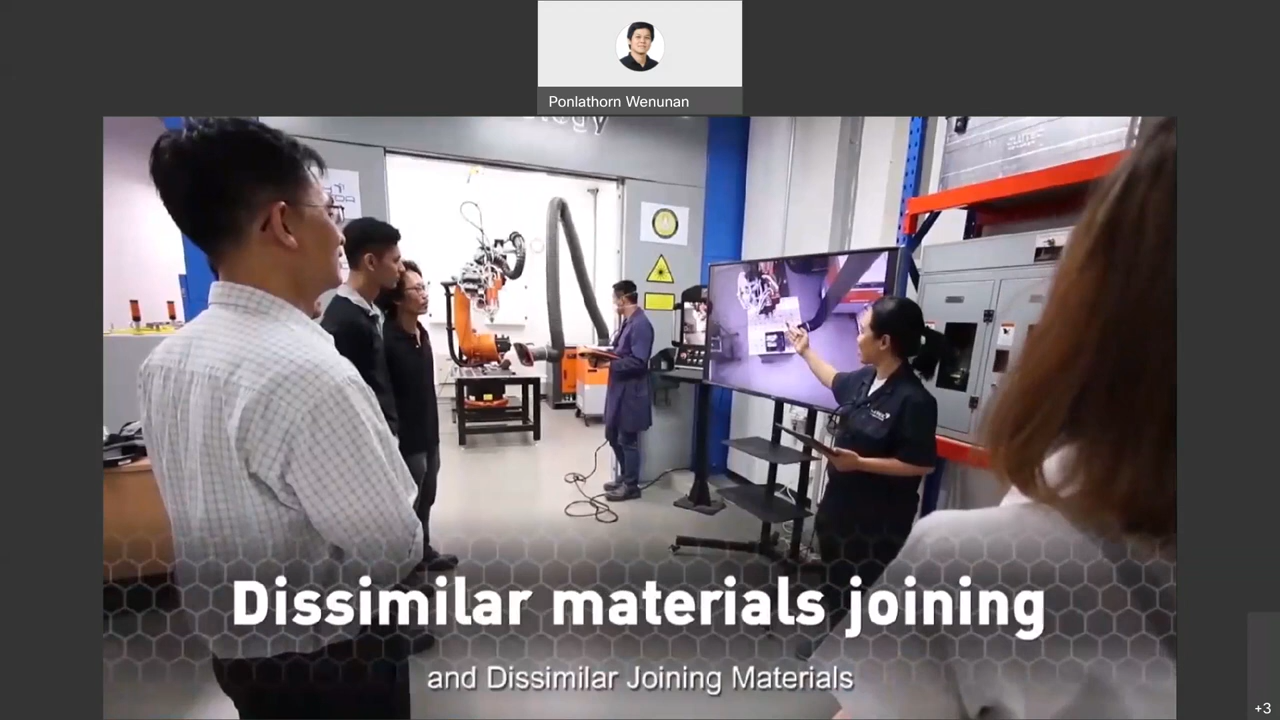 Ponlathorn Wenunan
Dissimilar materials joining
and Dissimilar Joining Materials
+3